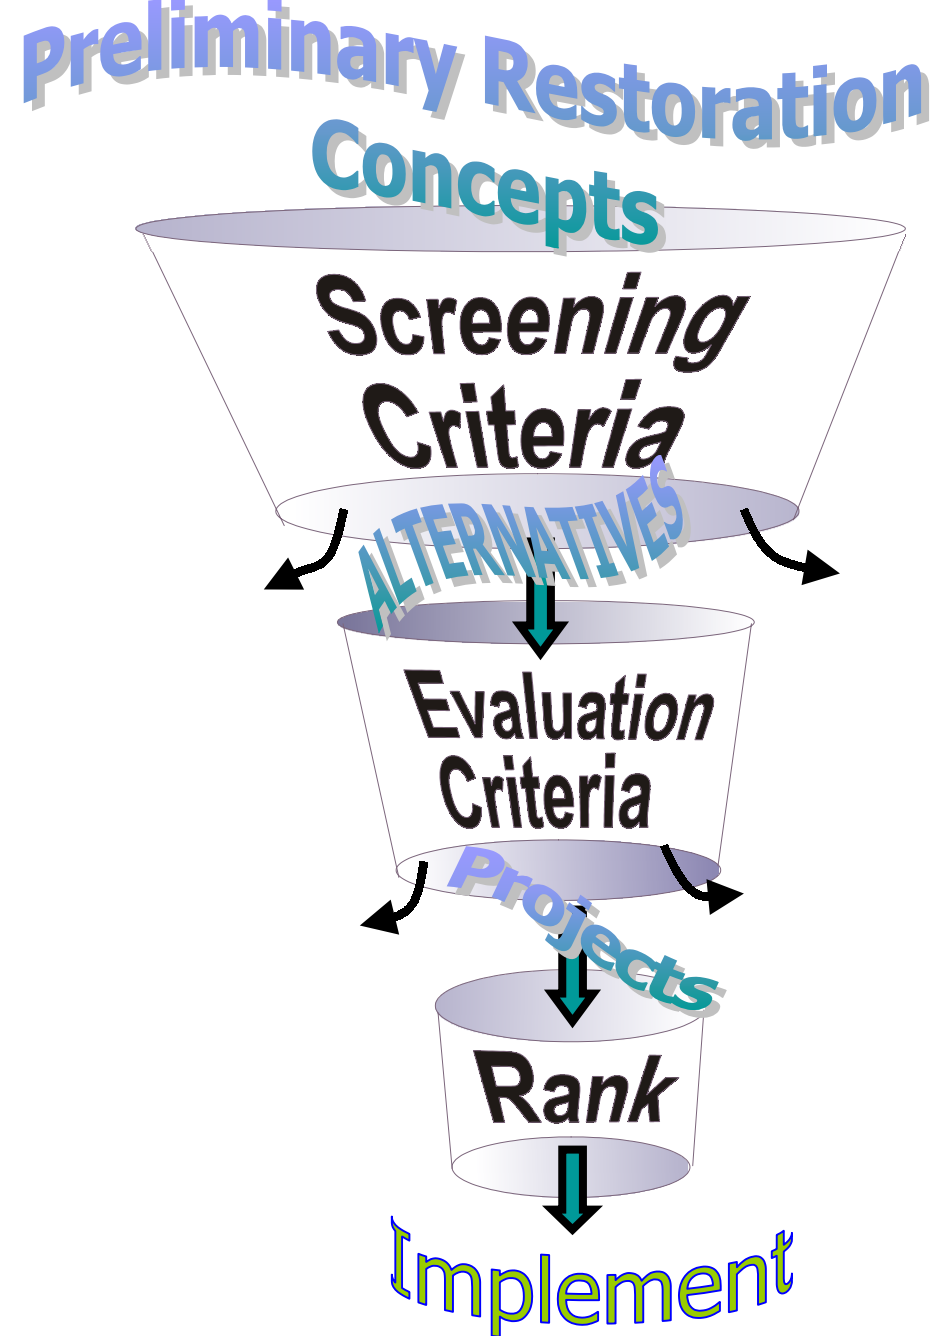 Preliminary Restoration
Concepts
Screening
Criteria
ALTERNATIVES
Evaluation
Criteria
Projects
Rank
Implement